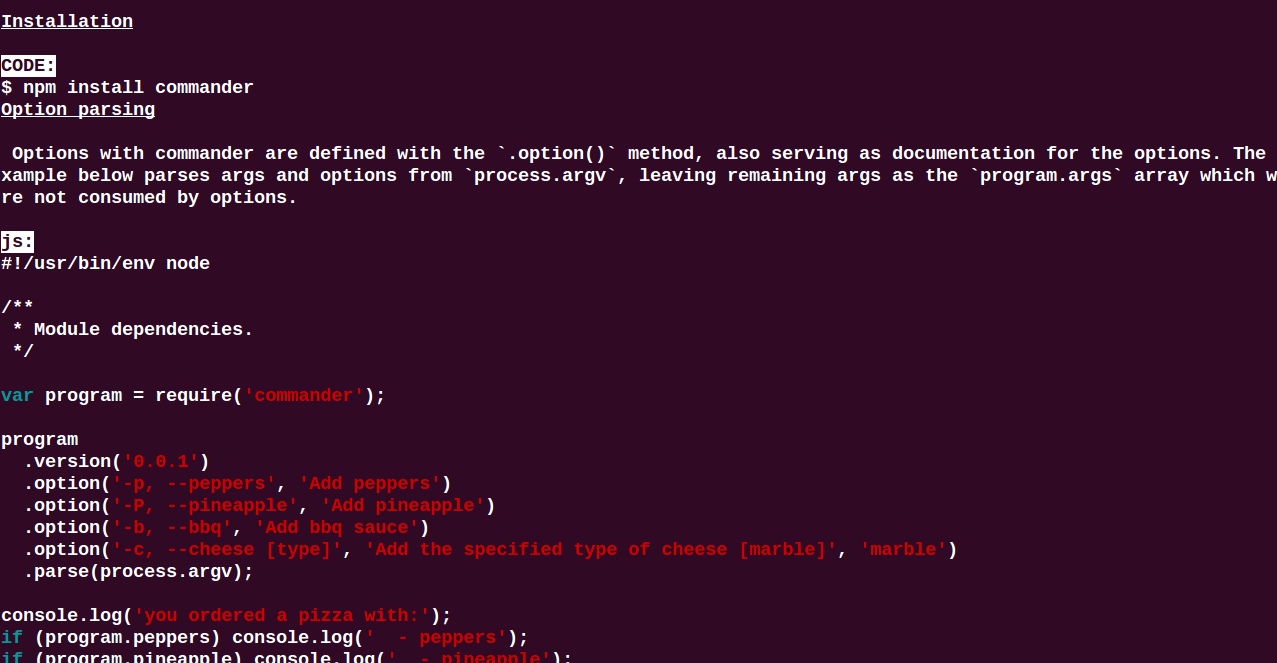 Installation
CODE:
$ npm install commander
Option parsing
 Options with commander are defined with the `.option()` method, also serving as documentation for the options. The
xample below parses args and options from `process.argv`, leaving remaining args as the `program.args` array which w
re not consumed by options.
js:
#!/usr/bin/env node
/**
 * Module dependencies.
 */
var program = require('commander');
program
  .version('0.0.1')
  .option('-p, --peppers', 'Add peppers')
  .option('-P, --pineapple', 'Add pineapple')
  .option('-b, --bbq', 'Add bbq sauce')
  .option('-c, --cheese [type]', 'Add the specified type of cheese [marble]', 'marble')
  .parse(process.argv);
console.log('you ordered a pizza with:');
if (program.peppers) console.log('  - peppers');
if (program.pineapple) console.log('  - pineapple');